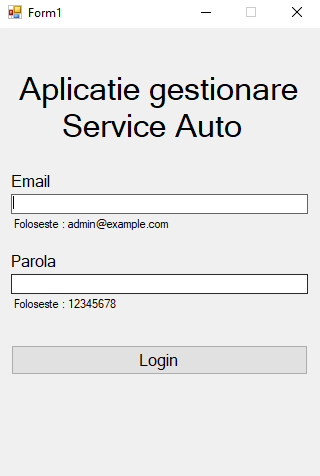 Form1
Aplicatie gestionare
Service Auto
Email
Foloseste : admin@example.com
Parola
Foloseste : 12345678
Login